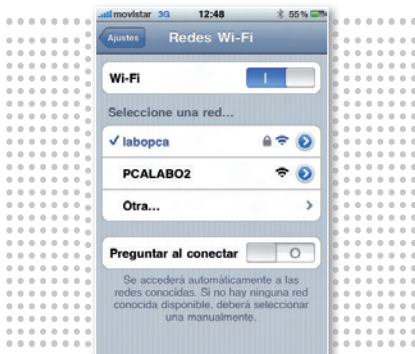 movistar 3G 12:48 55 %
Ajustes Redes Wi-Fi
Wi-Fi
Seleccione una red...
labopca
PCALABO2
Otra...
Preguntar al conectar
Se accederá automáticamente a las
redes conocidas. Si no hay ninguna red
conocida disponible, deberá seleccionar
una manualmente.